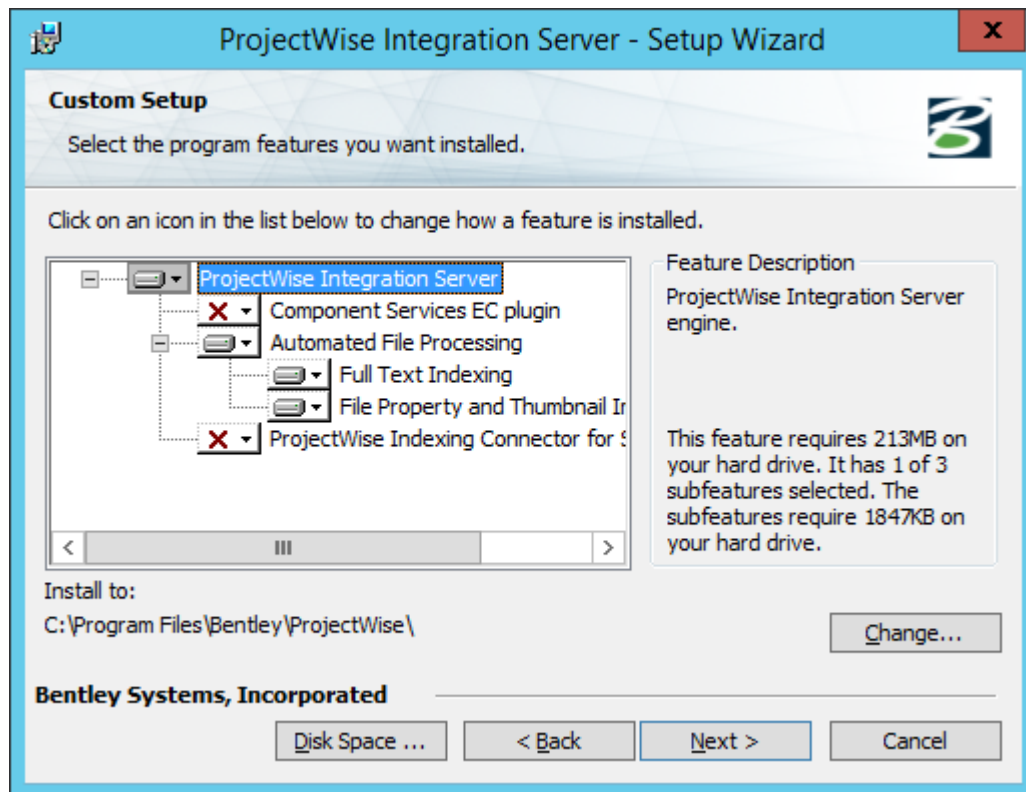 ProjectWise Integration Server - Setup Wizard
x
Custom Setup
Select the program features you want installed.
Click on an icon in the list below to change how a feature is installed.
ProjectWise Integration Server
Component Services EC plugin
Automated File Processing
Full Text Indexing
File Property and Thumbnail
ProjectWise Indexing Connector for
Feature Description
ProjectWise Integration Server
engine.
This feature requires 213MB on
your hard drive. It has 1 of 3
subfeatures selected. The
subfeatures require 1847KB on
your hard drive.
Install to:
C:\Program Files\Bentley\ProjectWise\
Change...
Bentley Systems, Incorporated
Disk Space ...
< Back
Next >
Cancel